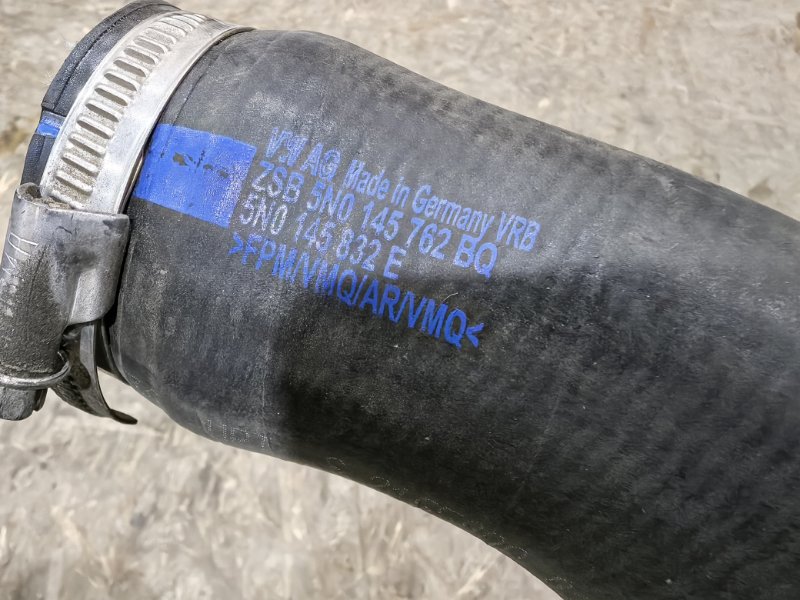 VW AG Made in Germany VRB
ZSB 5N0 145 762 BQ
5N0 145 832 E
>FPM/VMQ/AR/VMQ<